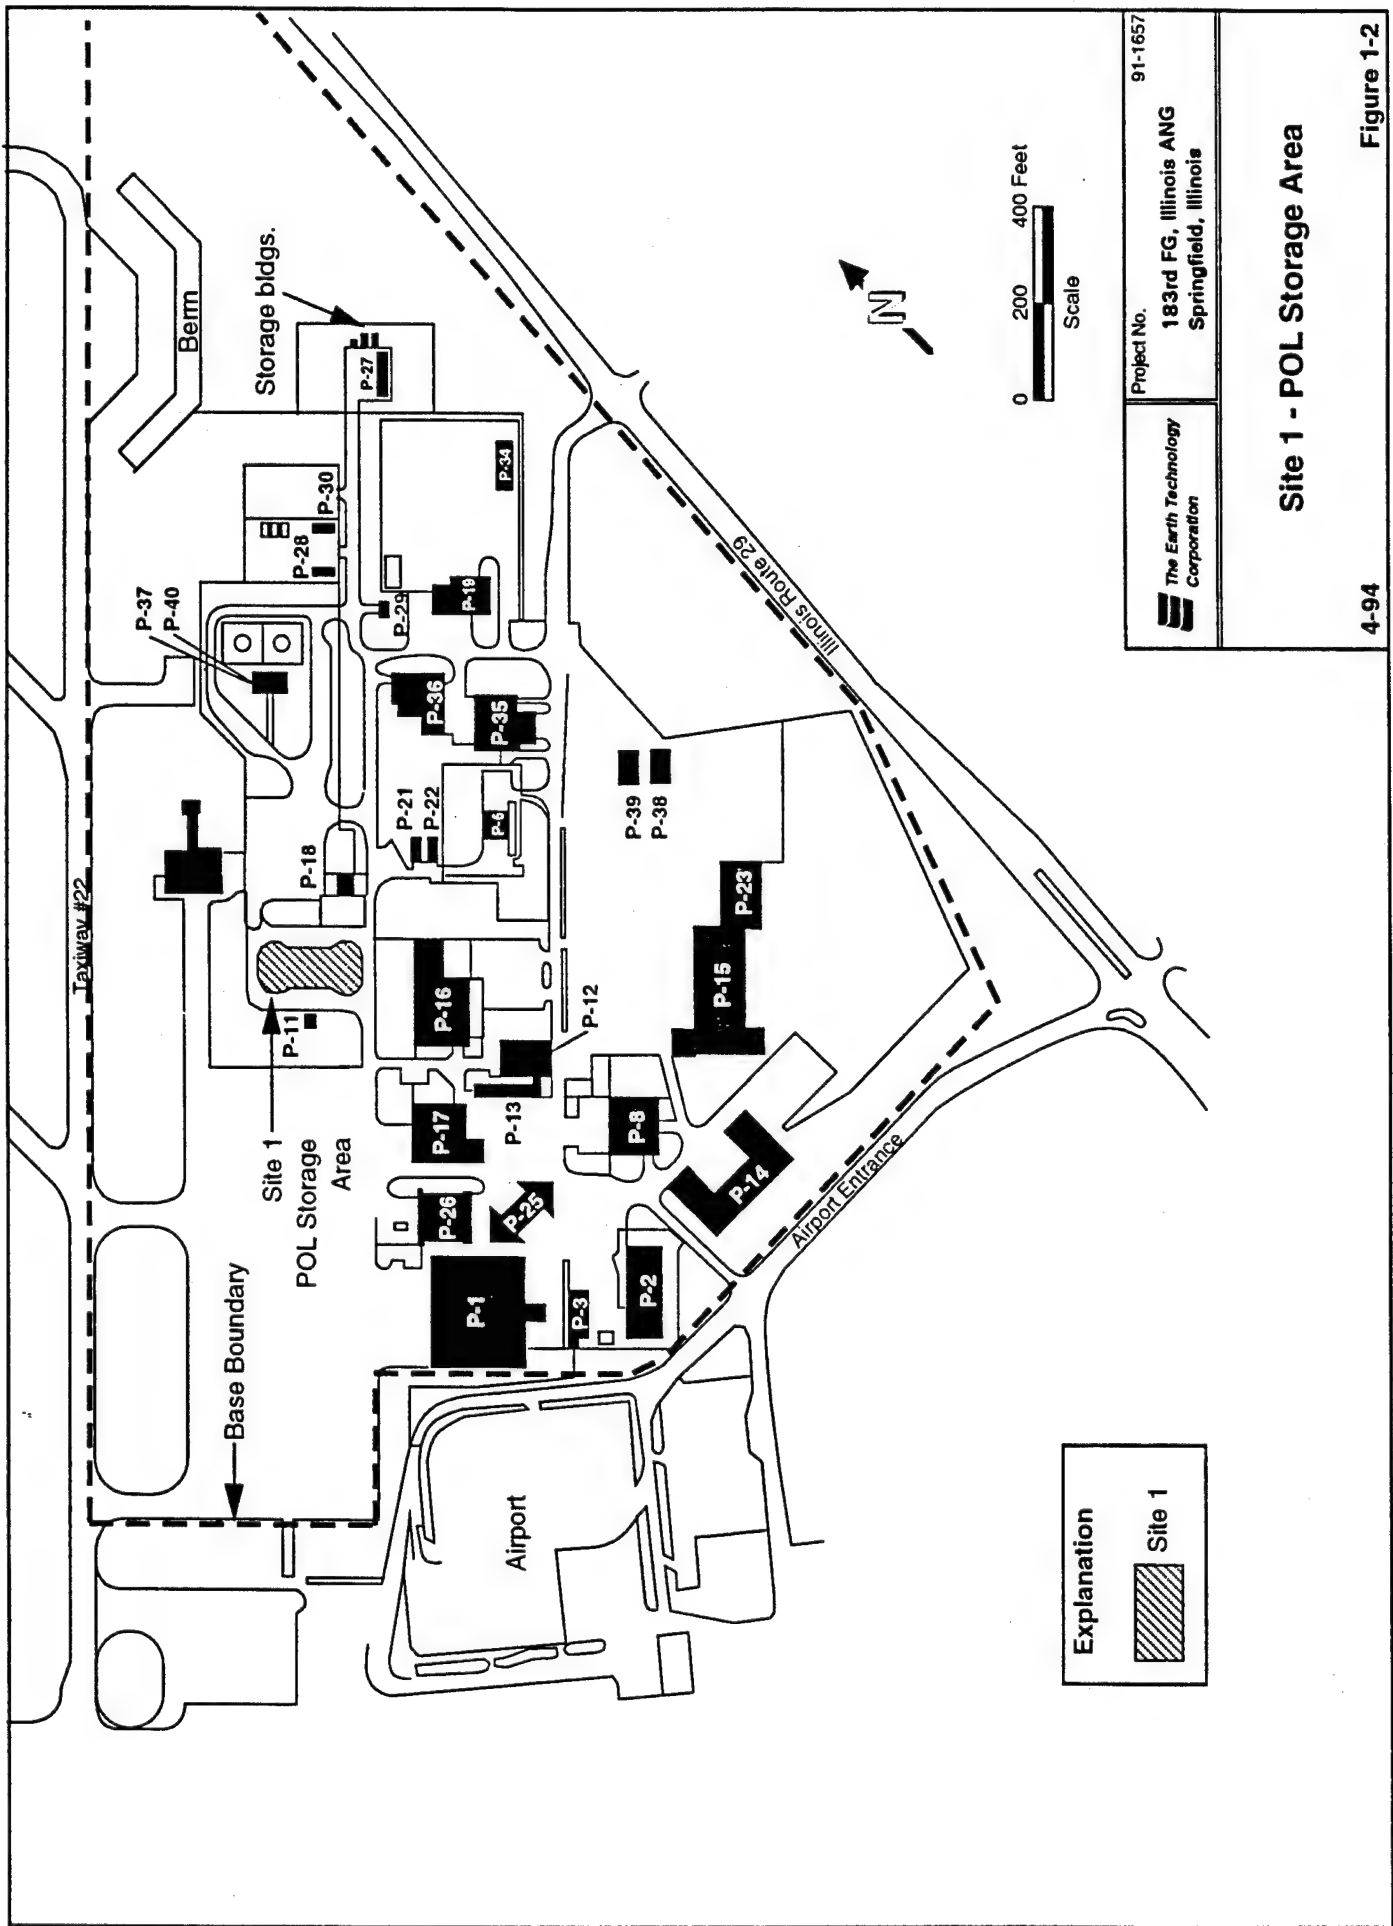 Taxiway #22
Berm
Storage bldgs.
P-27
P-30
P-28
P-37
P-40
P-29
P-34
P-19
P-36
P-35
P-21
P-22
P-6
P-18
P-39
P-38
P-23
P-15
P-16
P-12
P-11
Site 1
POL Storage
Area
P-17
P-13
P-8
P-14
P-26
P-25
P-1
P-3
P-2
Base Boundary
Airport
Airport Entrance
Illinois Route 29
N
0 200 400 Feet
Scale
Explanation
Site 1
The Earth Technology
Corporation
Project No. 91-1657
183rd FG, Illinois ANG
Springfield, Illinois
Site 1 - POL Storage Area
4-94
Figure 1-2